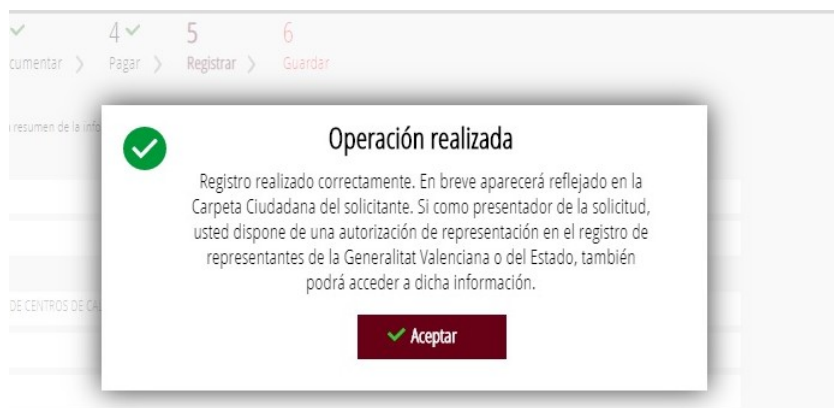 4
5
6
cumentar
Pagar
Registrar
Guardar
resumen de la info
Operación realizada
Registro realizado correctamente. En breve aparecerá reflejado en la
Carpeta Ciudadana del solicitante. Si como presentador de la solicitud,
usted dispone de una autorización de representación en el registro de
representantes de la Generalitat Valenciana o del Estado, también
podrá acceder a dicha información.
DE CENTROS DE CAL
Aceptar